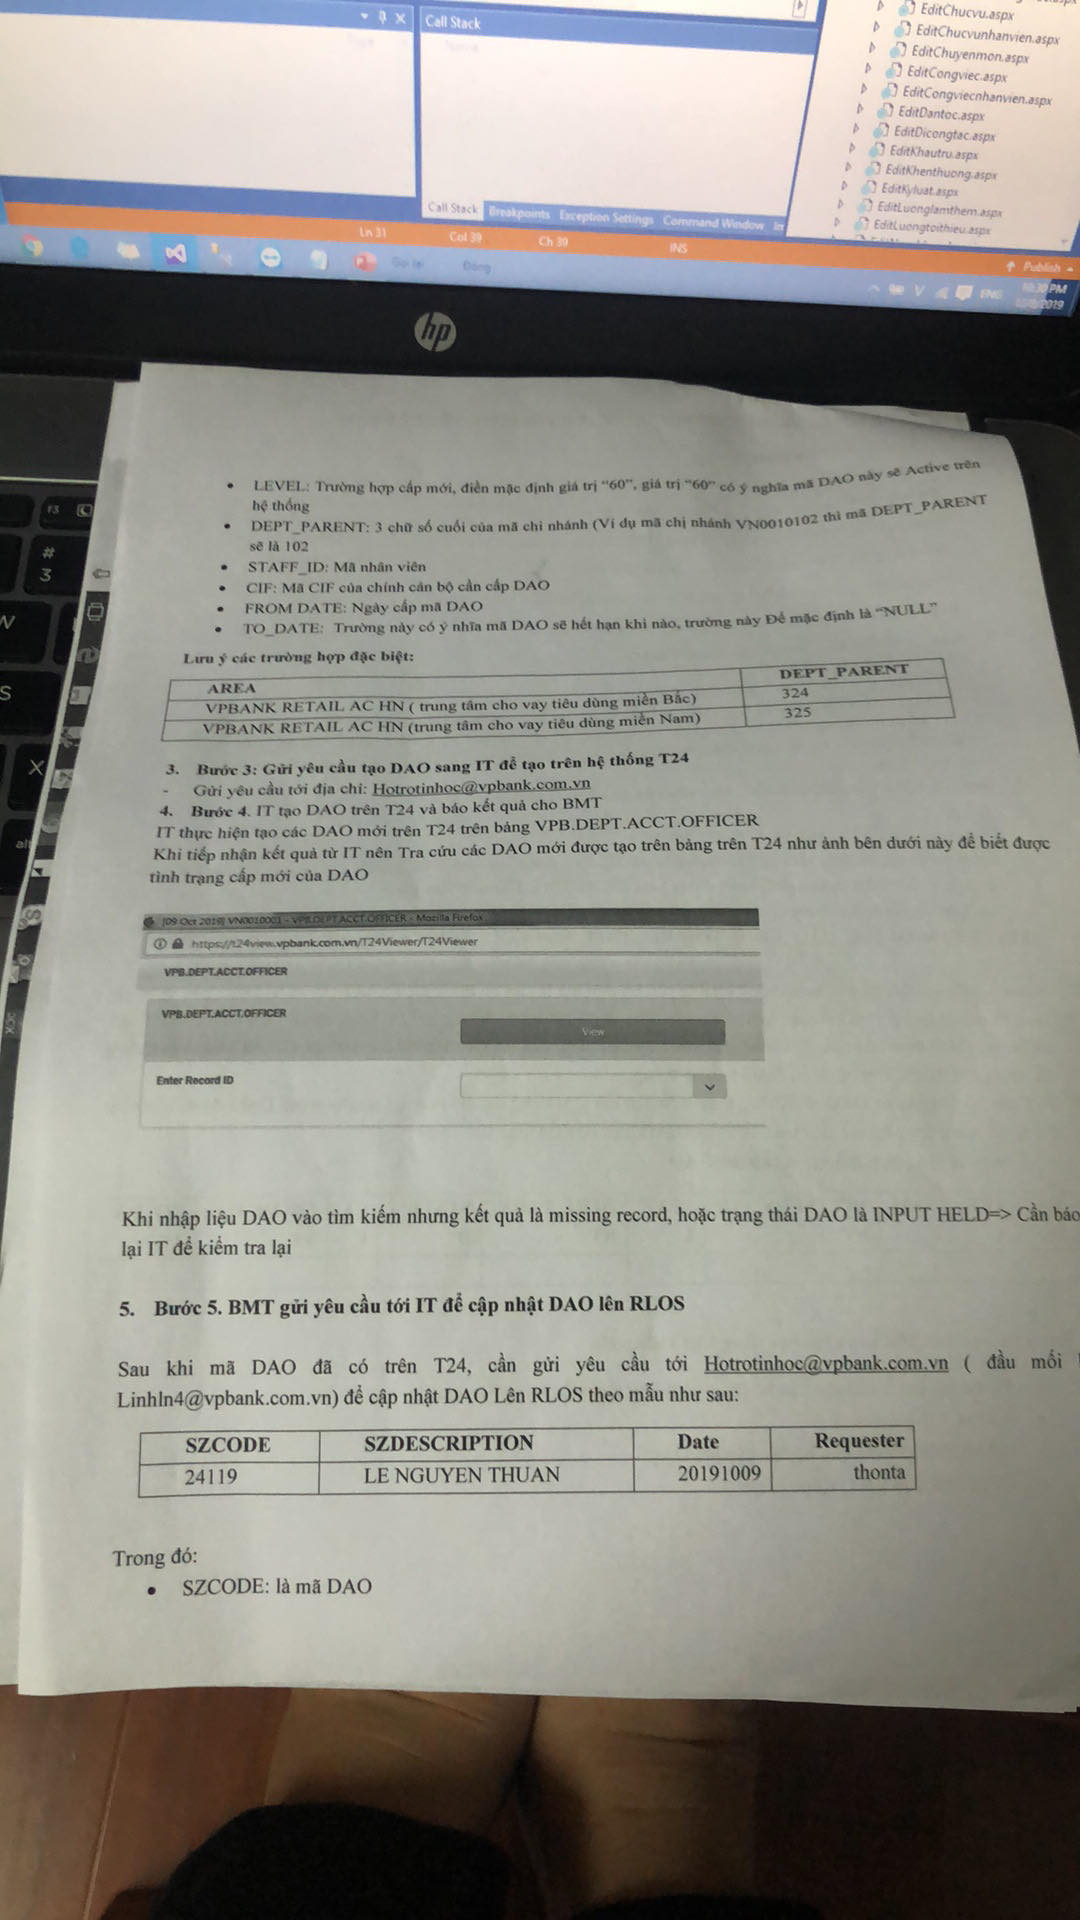 Call Stack
EditChucvu.aspx
EditChucvunhanvien.aspx
EditChuyenmon.aspx
EditCongviec.aspx
EditCongviecnhanvien.aspx
EditDantoc.aspx
EditDicongtac.aspx
EditKhautru.aspx
EditKhenthuong.aspx
EditKyluat.aspx
EditLuonglamthem.aspx
EditLuongtoithieu.aspx
Call Stack Breakpoints Exception Settings Command Window
Ln 31 Col 39 Ch 39 INS
Publish
Gọi lại Đóng
ENG 10:30 PM
2019
hp
F3
#
3
W
S
X
alt
• LEVEL: Trường hợp cấp mới, điền mặc định giá trị “60”, giá trị “60” có ý nghĩa mã DAO này sẽ Active trên
hệ thống
• DEPT_PARENT: 3 chữ số cuối của mã chi nhánh (Ví dụ mã chị nhánh VN0010102 thì mã DEPT_PARENT
sẽ là 102
• STAFF_ID: Mã nhân viên
• CIF: Mã CIF của chính cán bộ cần cấp DAO
• FROM DATE: Ngày cấp mã DAO
• TO_DATE: Trường này có ý nhĩa mã DAO sẽ hết hạn khi nào, trường này Để mặc định là “NULL”
Lưu ý các trường hợp đặc biệt:
AREA DEPT_PARENT
VPBANK RETAIL AC HN ( trung tâm cho vay tiêu dùng miền Bắc) 324
VPBANK RETAIL AC HN (trung tâm cho vay tiêu dùng miền Nam) 325
3. Bước 3: Gửi yêu cầu tạo DAO sang IT để tạo trên hệ thống T24
- Gửi yêu cầu tới địa chỉ: Hotrotinhoc@vpbank.com.vn
4. Bước 4. IT tạo DAO trên T24 và báo kết quả cho BMT
IT thực hiện tạo các DAO mới trên T24 trên bảng VPB.DEPT.ACCT.OFFICER
Khi tiếp nhận kết quả từ IT nên Tra cứu các DAO mới được tạo trên bảng trên T24 như ảnh bên dưới này để biết được
tình trạng cấp mới của DAO
[09 Oct 2019] VN0010001 - VPB.DEPT.ACCT.OFFICER - Mozilla Firefox
https://t24view.vpbank.com.vn/T24Viewer/T24Viewer
VPB.DEPT.ACCT.OFFICER
VPB.DEPT.ACCT.OFFICER
View
Enter Record ID
Khi nhập liệu DAO vào tìm kiếm nhưng kết quả là missing record, hoặc trạng thái DAO là INPUT HELD=> Cần báo
lại IT để kiểm tra lại
5. Bước 5. BMT gửi yêu cầu tới IT để cập nhật DAO lên RLOS
Sau khi mã DAO đã có trên T24, cần gửi yêu cầu tới Hotrotinhoc@vpbank.com.vn ( đầu mối
Linhln4@vpbank.com.vn) để cập nhật DAO Lên RLOS theo mẫu như sau:
SZCODE SZDESCRIPTION Date Requester
24119 LE NGUYEN THUAN 20191009 thonta
Trong đó:
• SZCODE: là mã DAO